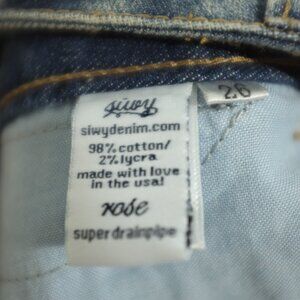 siwy
siwydenim.com
98% cotton/
2% lycra
made with love
in the usa!
rose
super drainpipe
26